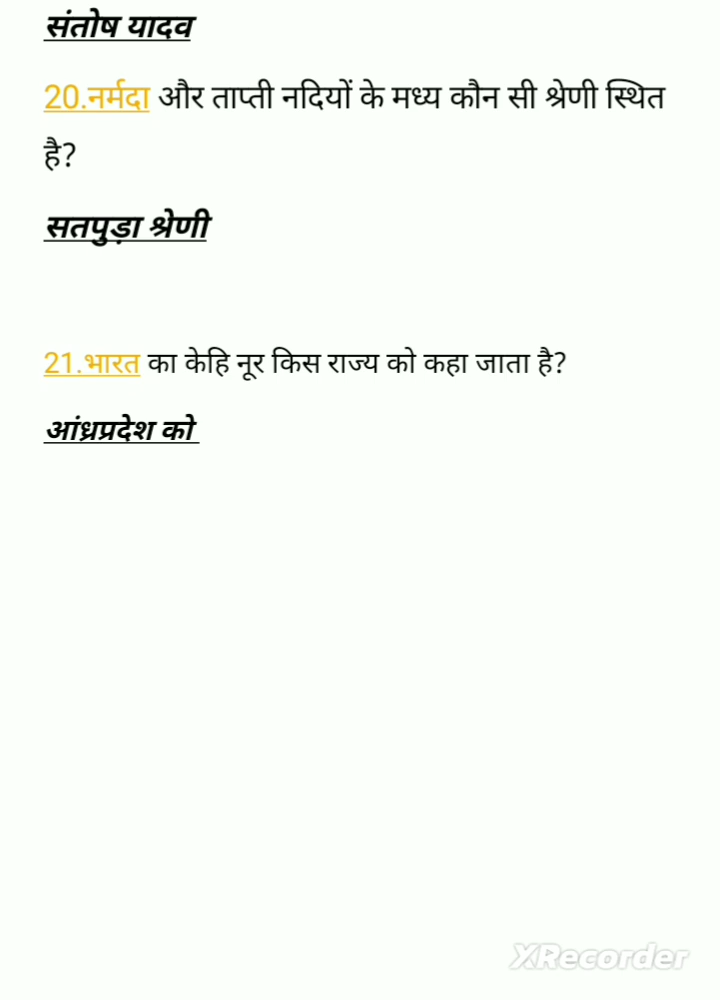 संतोष यादव
20.नर्मदा और ताप्ती नदियों के मध्य कौन सी श्रेणी स्थित
है?
सतपुड़ा श्रेणी
21.भारत का केहि नूर किस राज्य को कहा जाता है?
आंध्रप्रदेश को
XRecorder